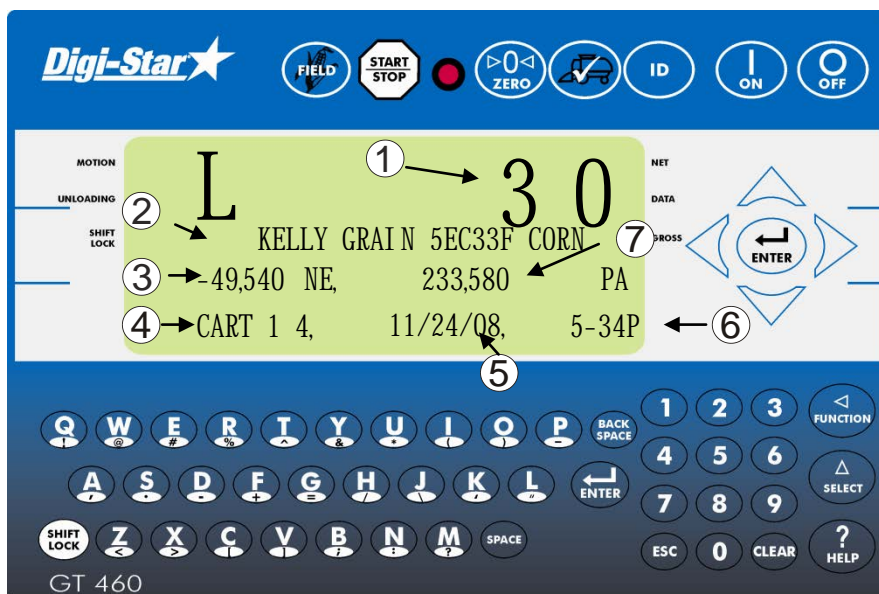 Digi-Star
FIELD
START
STOP
▷0◁
ZERO
ID
ON
OFF
MOTION
UNLOADING
SHIFT
LOCK
L 30
NET
DATA
GROSS
KELLY GRAIN 5EC33F CORN
-49,540 NE, 233,580 PA
CART 1 4, 11/24/08, 5-34P
1
2
3
4
5
6
7
ENTER
Q ! W @ E # R % T ^ Y & U * I ( O ) P -
BACK
SPACE
A , S . D - F + G = H / J \ K ' L "
ENTER
SHIFT
LOCK
Z < X > C [ V ] B ; N : M ?
SPACE
1 2 3
FUNCTION
4 5 6
SELECT
7 8 9
ESC 0 CLEAR
?
HELP
GT 460